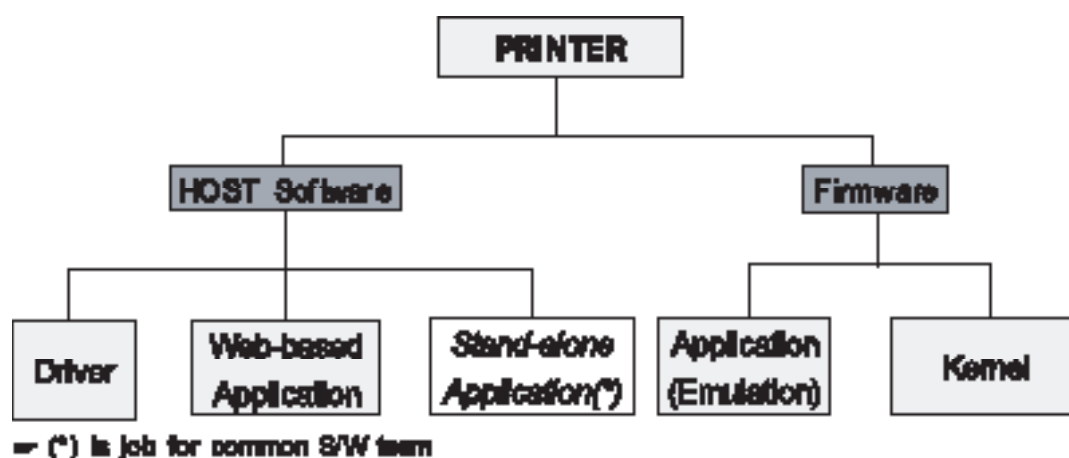 PRINTER
HOST Software
Firmware
Driver
Web-based
Application
Stand-alone
Application(*)
Application
(Emulation)
Kernel
☛ (*) is job for common S/W team